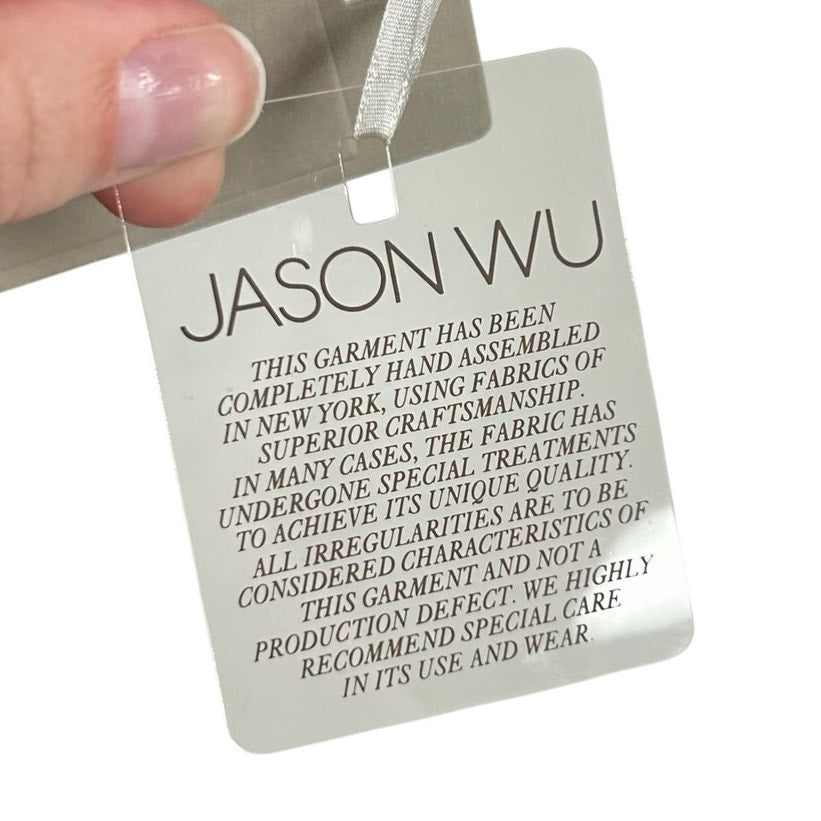 JASON WU
THIS GARMENT HAS BEEN
COMPLETELY HAND ASSEMBLED
IN NEW YORK, USING FABRICS OF
SUPERIOR CRAFTSMANSHIP.
IN MANY CASES, THE FABRIC HAS
UNDERGONE SPECIAL TREATMENTS
TO ACHIEVE ITS UNIQUE QUALITY.
ALL IRREGULARITIES ARE TO BE
CONSIDERED CHARACTERISTICS OF
THIS GARMENT AND NOT A
PRODUCTION DEFECT. WE HIGHLY
RECOMMEND SPECIAL CARE
IN ITS USE AND WEAR.